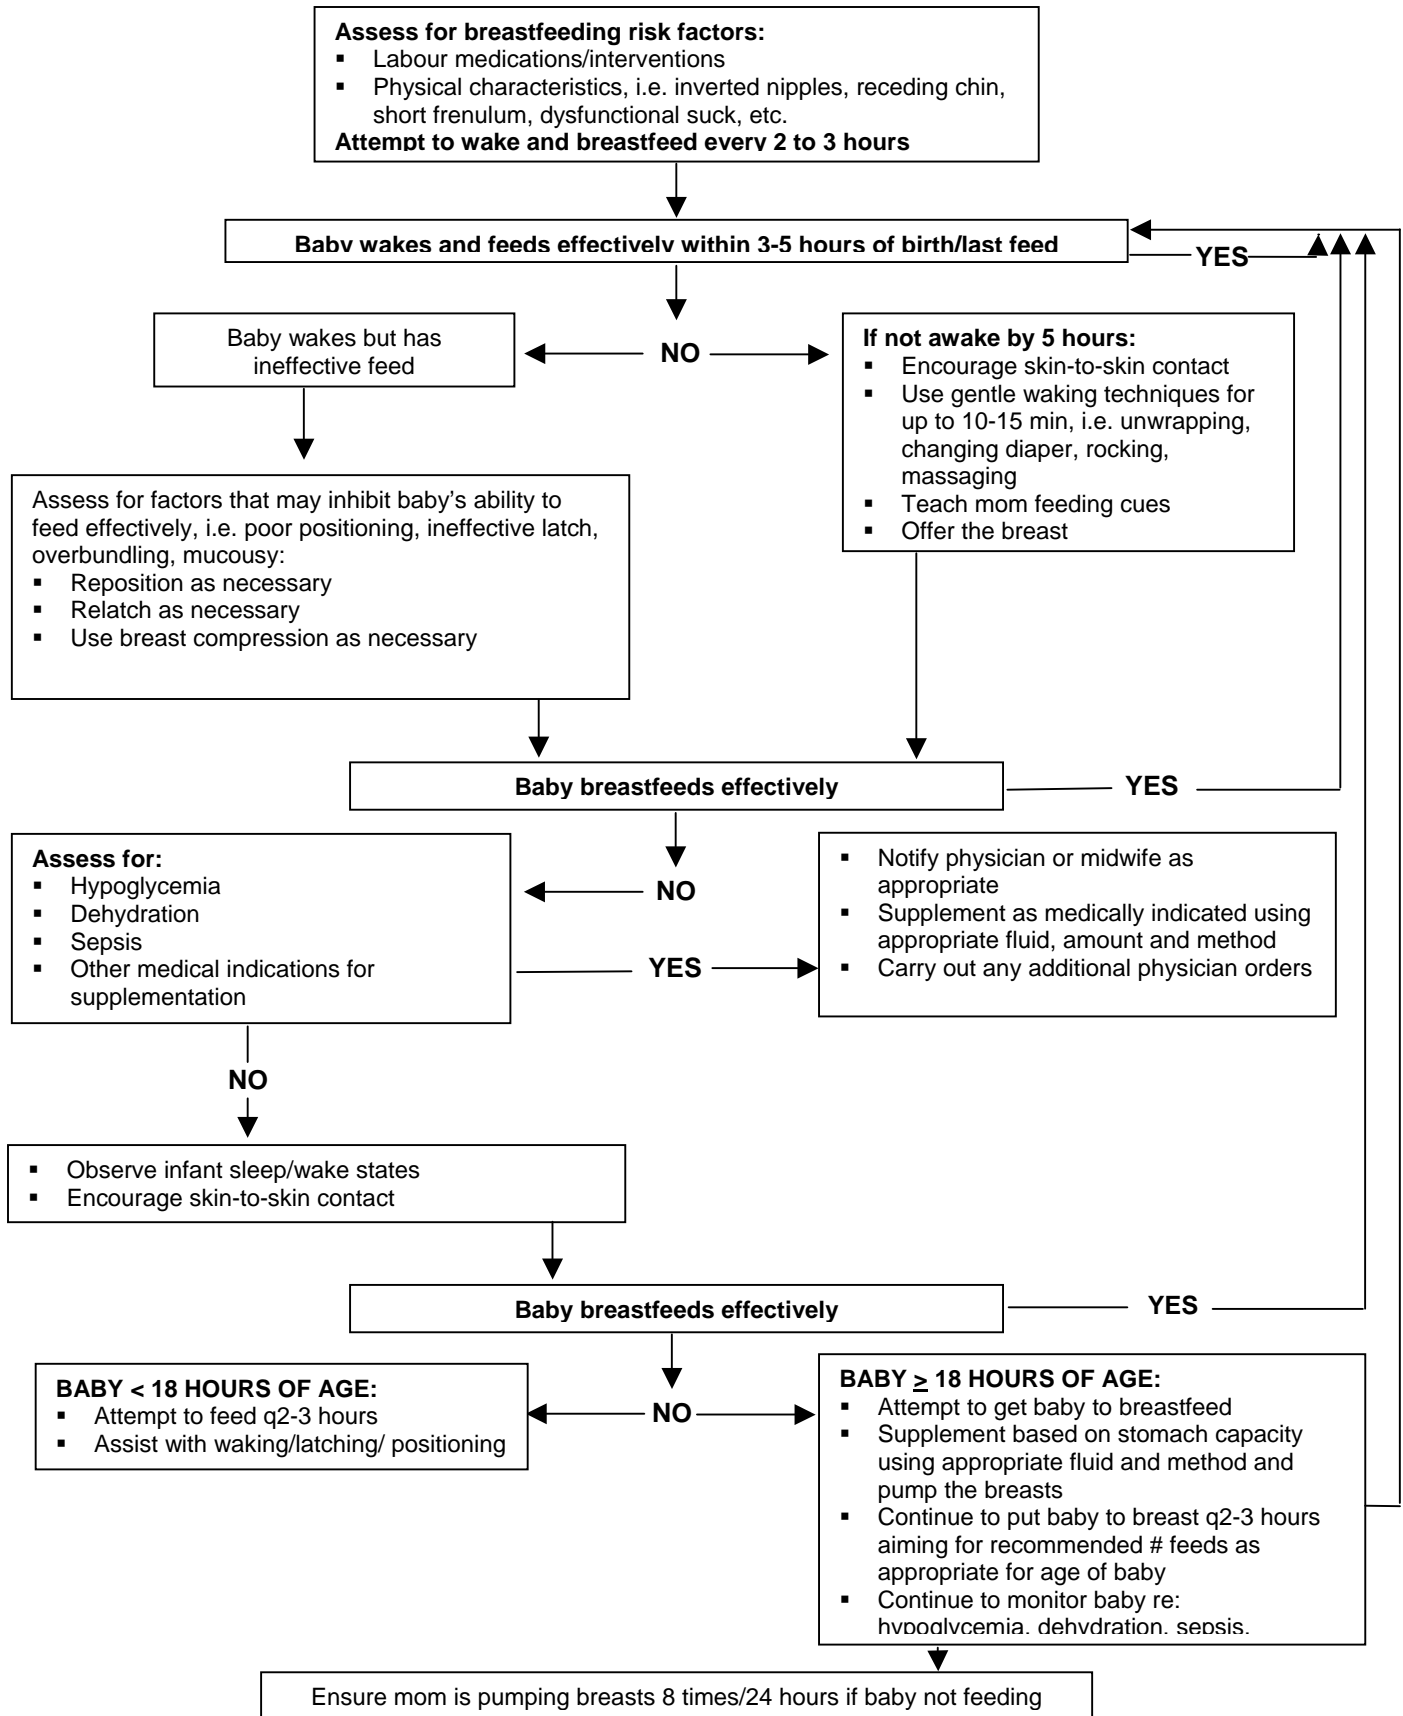 Assess for breastfeeding risk factors:
▪ Labour medications/interventions
▪ Physical characteristics, i.e. inverted nipples, receding chin,
short frenulum, dysfunctional suck, etc.
Attempt to wake and breastfeed every 2 to 3 hours
Baby wakes and feeds effectively within 3-5 hours of birth/last feed
YES
Baby wakes but has
ineffective feed
NO
If not awake by 5 hours:
▪ Encourage skin-to-skin contact
▪ Use gentle waking techniques for
up to 10-15 min, i.e. unwrapping,
changing diaper, rocking,
massaging
▪ Teach mom feeding cues
▪ Offer the breast
Assess for factors that may inhibit baby’s ability to
feed effectively, i.e. poor positioning, ineffective latch,
overbundling, mucousy:
▪ Reposition as necessary
▪ Relatch as necessary
▪ Use breast compression as necessary
Baby breastfeeds effectively
YES
Assess for:
▪ Hypoglycemia
▪ Dehydration
▪ Sepsis
▪ Other medical indications for
supplementation
NO
YES
▪ Notify physician or midwife as
appropriate
▪ Supplement as medically indicated using
appropriate fluid, amount and method
▪ Carry out any additional physician orders
NO
▪ Observe infant sleep/wake states
▪ Encourage skin-to-skin contact
Baby breastfeeds effectively
YES
BABY < 18 HOURS OF AGE:
▪ Attempt to feed q2-3 hours
▪ Assist with waking/latching/ positioning
NO
BABY ≥ 18 HOURS OF AGE:
▪ Attempt to get baby to breastfeed
▪ Supplement based on stomach capacity
using appropriate fluid and method and
pump the breasts
▪ Continue to put baby to breast q2-3 hours
aiming for recommended # feeds as
appropriate for age of baby
▪ Continue to monitor baby re:
hypoglycemia, dehydration, sepsis,
Ensure mom is pumping breasts 8 times/24 hours if baby not feeding